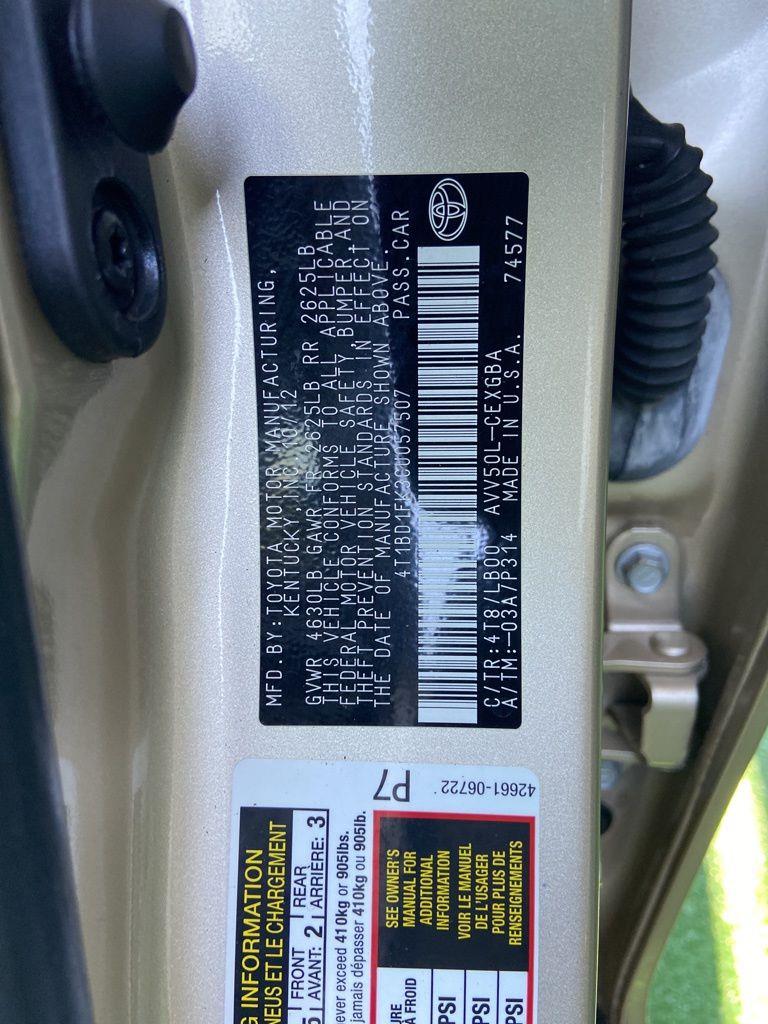 MFD.BY:TOYOTA MOTOR MANUFACTURING,
KENTUCKY, INC. 10/12
GVWR 4630LB GAWR FR 2625LB RR 2625LB
THIS VEHICLE CONFORMS TO ALL APPLICABLE
FEDERAL MOTOR VEHICLE SAFETY, BUMPER, AND
THEFT PREVENTION STANDARDS IN EFFECT ON
THE DATE OF MANUFACTURE SHOWN ABOVE.
PASS.CAR
C/TR:4T8/LB00 AVV50L-CEXGBA
A/TM:-03A/P314 MADE IN U.S.A. 74577
P7
42661-06722
INFORMATION
NEUS ET LE CHARGEMENT
FRONT 2 REAR 3
AVANT: ARRIÈRE:
ever exceed 410kg or 905lbs.
jamais dépasser 410kg ou 905lb.
SEE OWNER'S
MANUAL FOR
ADDITIONAL
INFORMATION
VOIR LE MANUEL
DE L'USAGER
POUR PLUS DE
RENSEIGNEMENTS
À FROID
PSI
PSI
PSI